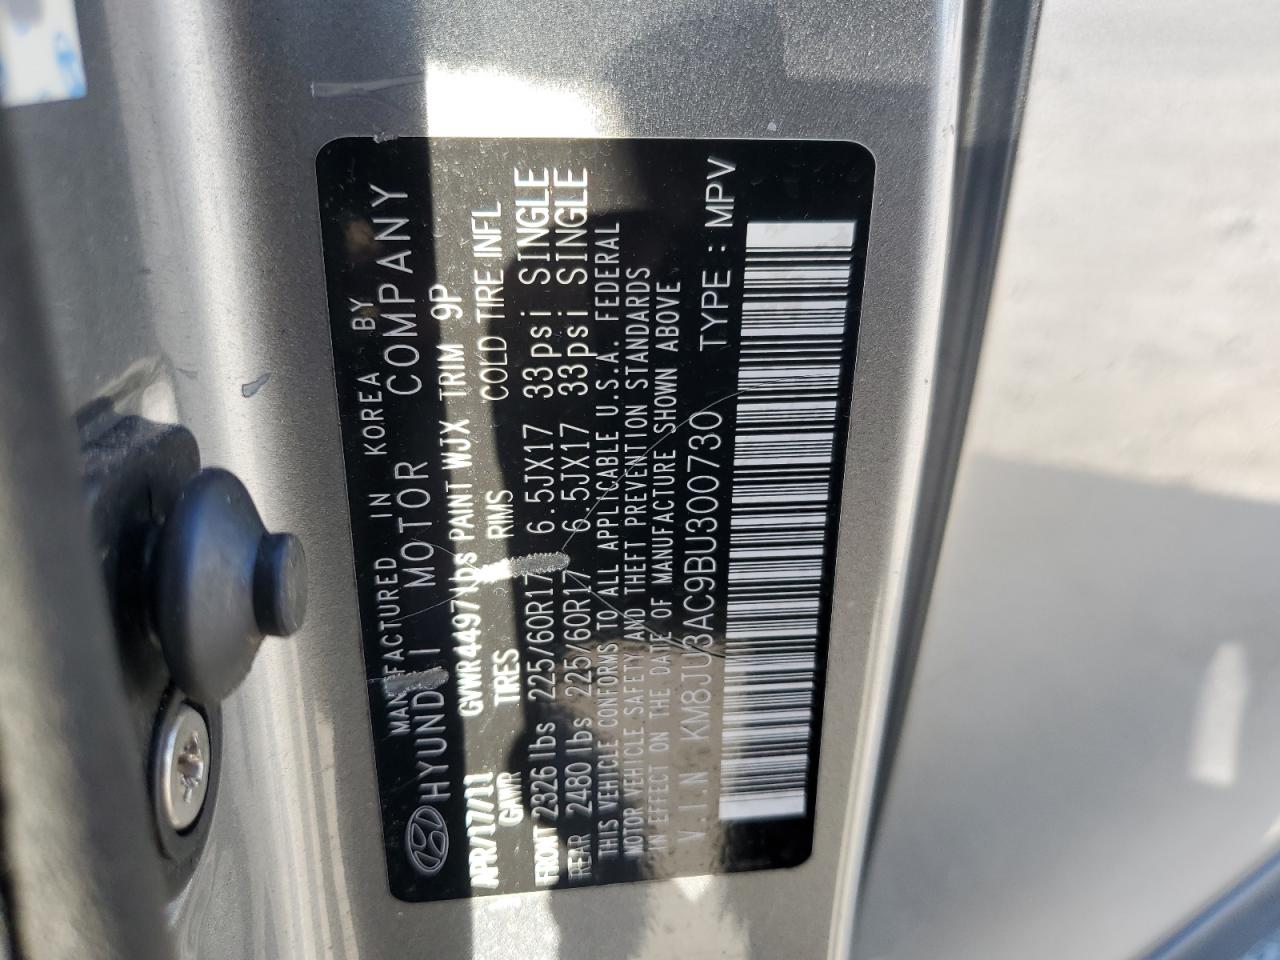 MANUFACTURED IN KOREA BY
HYUNDAI MOTOR COMPANY
APR/17/11 GVWR 4497 lbs PAINT WJX TRIM 9P
GAWR TIRES RIMS COLD TIRE INFL
FRONT 2326 lbs 225/60R17 6.5JX17 33psi SINGLE
REAR 2480 lbs 225/60R17 6.5JX17 33psi SINGLE
THIS VEHICLE CONFORMS TO ALL APPLICABLE U.S.A. FEDERAL
MOTOR VEHICLE SAFETY AND THEFT PREVENTION STANDARDS
IN EFFECT ON THE DATE OF MANUFACTURE SHOWN ABOVE
V.I.N KM8JU3AC9BU300730 TYPE : MPV